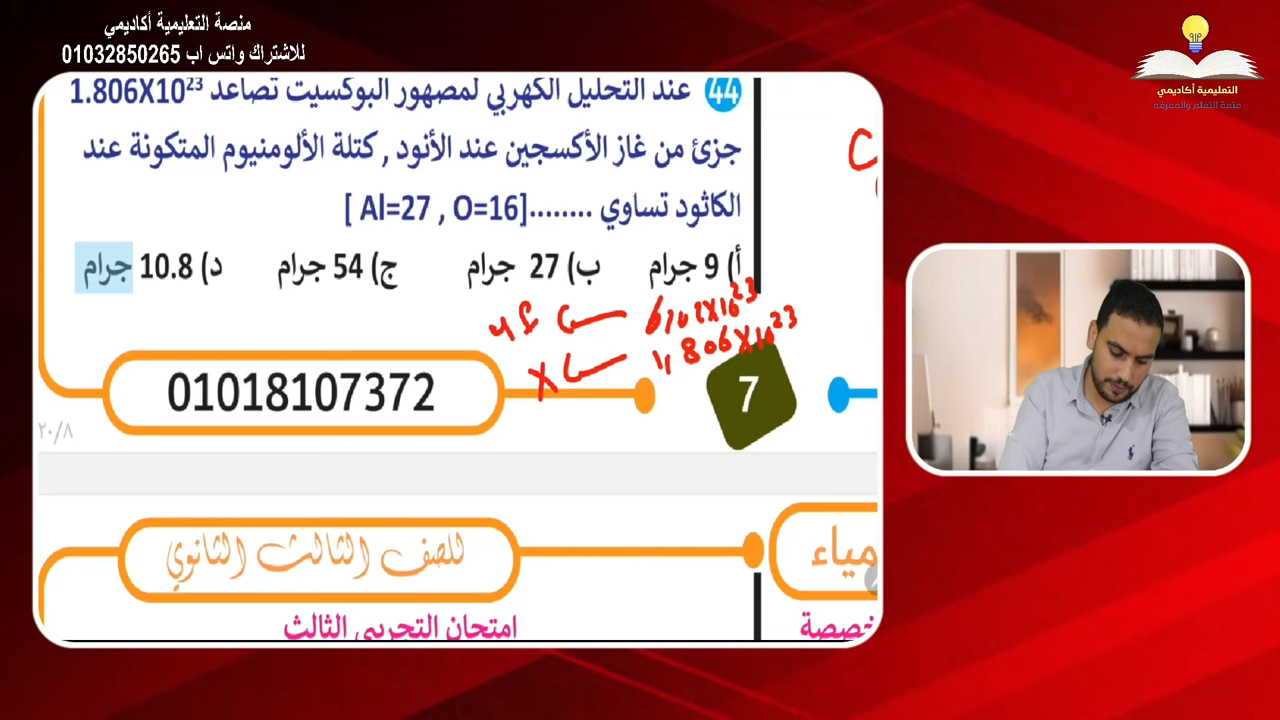 منصة التعليمية أكاديمي
للاشتراك واتس اب 01032850265
التعليمية أكاديمي
منصة التعلم والمعرفه
44 عند التحليل الكهربي لمصهور البوكسيت تصاعد 1.806X10²³
جزئ من غاز الأكسجين عند الأنود , كتلة الألومنيوم المتكونة عند
الكاثود تساوي ........[Al=27 , O=16 ]
أ) 9 جرام ب) 27 جرام ج) 54 جرام د) 10.8 جرام
4F 6,02x10²³
X 1,806x10²³
01018107372
7
٢٠/٨
للصف الثالث الثانوي
امتحان التجريبي الثالث